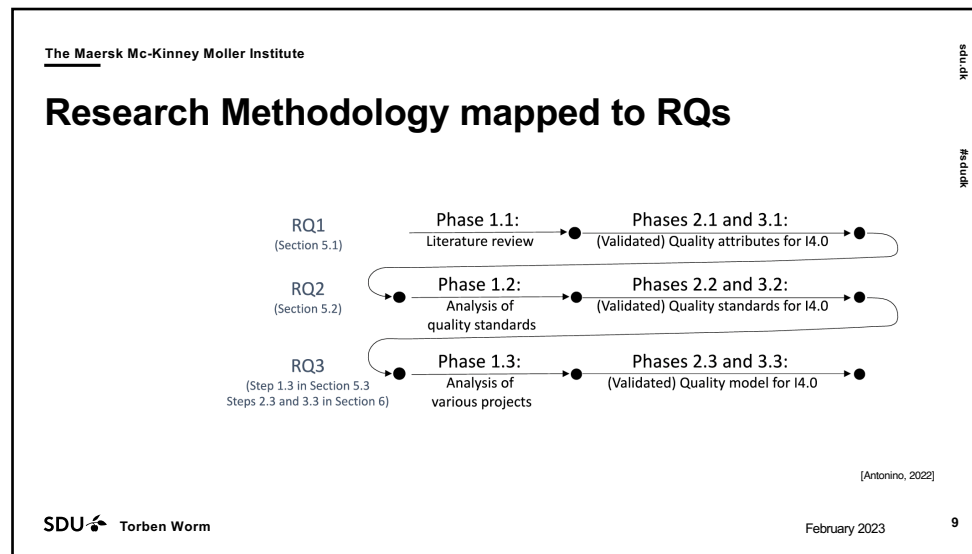 The Maersk Mc-Kinney Moller Institute
sdu.dk
#sdudk
Research Methodology mapped to RQs
RQ1
(Section 5.1)
Phase 1.1:
Literature review
Phases 2.1 and 3.1:
(Validated) Quality attributes for I4.0
RQ2
(Section 5.2)
Phase 1.2:
Analysis of
quality standards
Phases 2.2 and 3.2:
(Validated) Quality standards for I4.0
RQ3
(Step 1.3 in Section 5.3
Steps 2.3 and 3.3 in Section 6)
Phase 1.3:
Analysis of
various projects
Phases 2.3 and 3.3:
(Validated) Quality model for I4.0
[Antonino, 2022]
SDU Torben Worm
February 2023
9